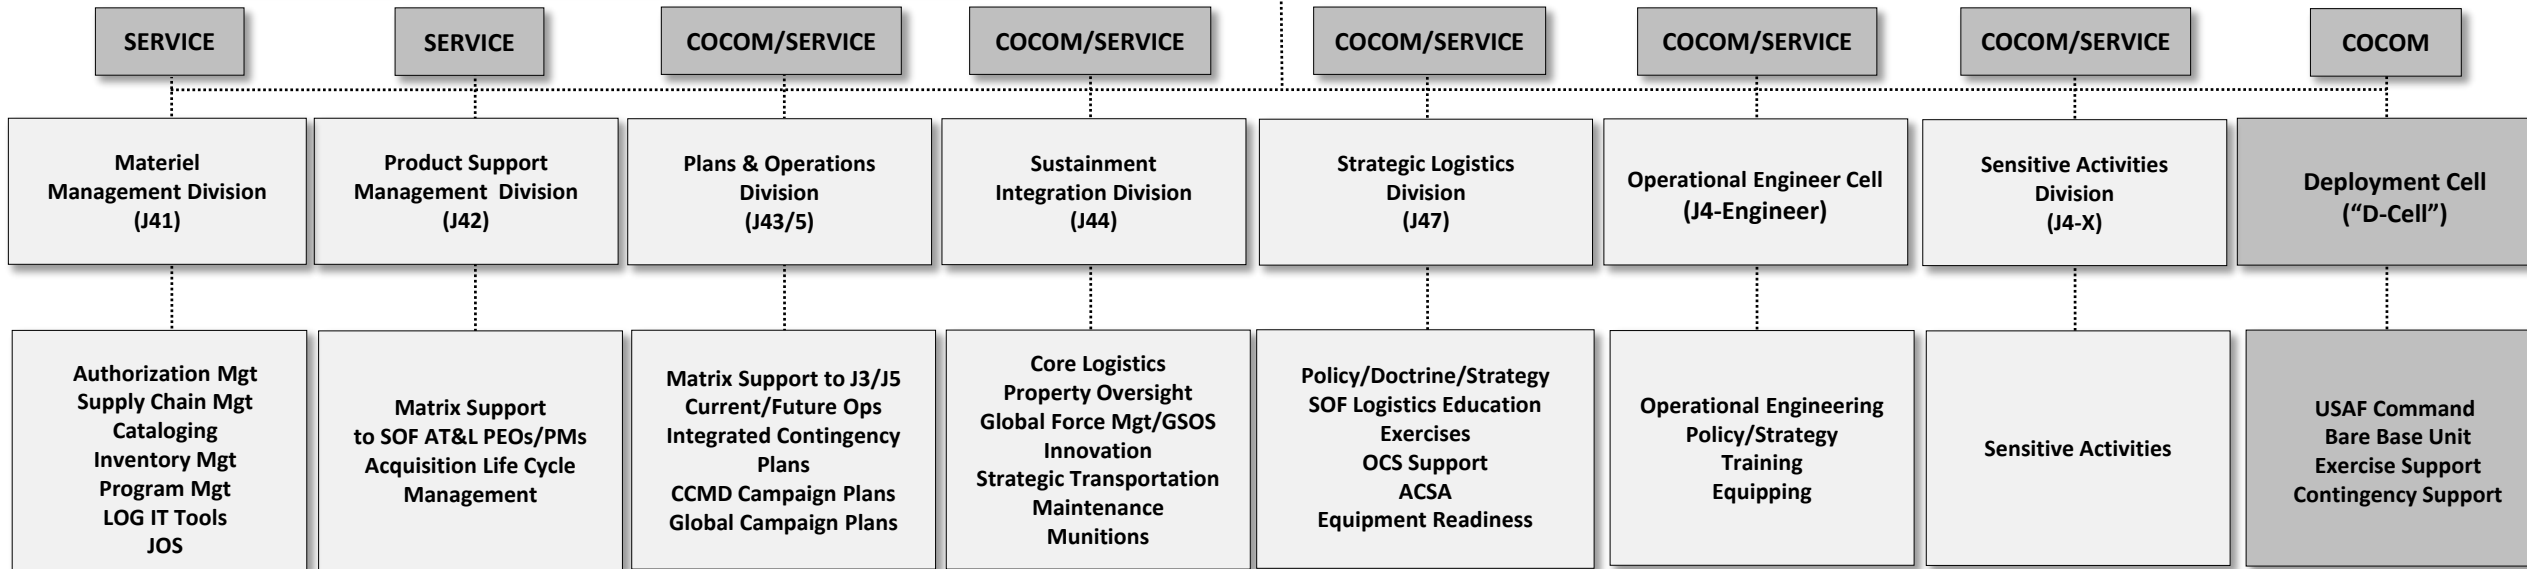 SERVICE
SERVICE
COCOM/SERVICE
COCOM/SERVICE
COCOM/SERVICE
COCOM/SERVICE
COCOM/SERVICE
COCOM
Materiel
Management Division
(J41)
Product Support
Management Division
(J42)
Plans & Operations
Division
(J43/5)
Sustainment
Integration Division
(J44)
Strategic Logistics
Division
(J47)
Operational Engineer Cell
(J4-Engineer)
Sensitive Activities
Division
(J4-X)
Deployment Cell
(“D-Cell”)
Authorization Mgt
Supply Chain Mgt
Cataloging
Inventory Mgt
Program Mgt
LOG IT Tools
JOS
Matrix Support
to SOF AT&L PEOs/PMs
Acquisition Life Cycle
Management
Matrix Support to J3/J5
Current/Future Ops
Integrated Contingency
Plans
CCMD Campaign Plans
Global Campaign Plans
Core Logistics
Property Oversight
Global Force Mgt/GSOS
Innovation
Strategic Transportation
Maintenance
Munitions
Policy/Doctrine/Strategy
SOF Logistics Education
Exercises
OCS Support
ACSA
Equipment Readiness
Operational Engineering
Policy/Strategy
Training
Equipping
Sensitive Activities
USAF Command
Bare Base Unit
Exercise Support
Contingency Support